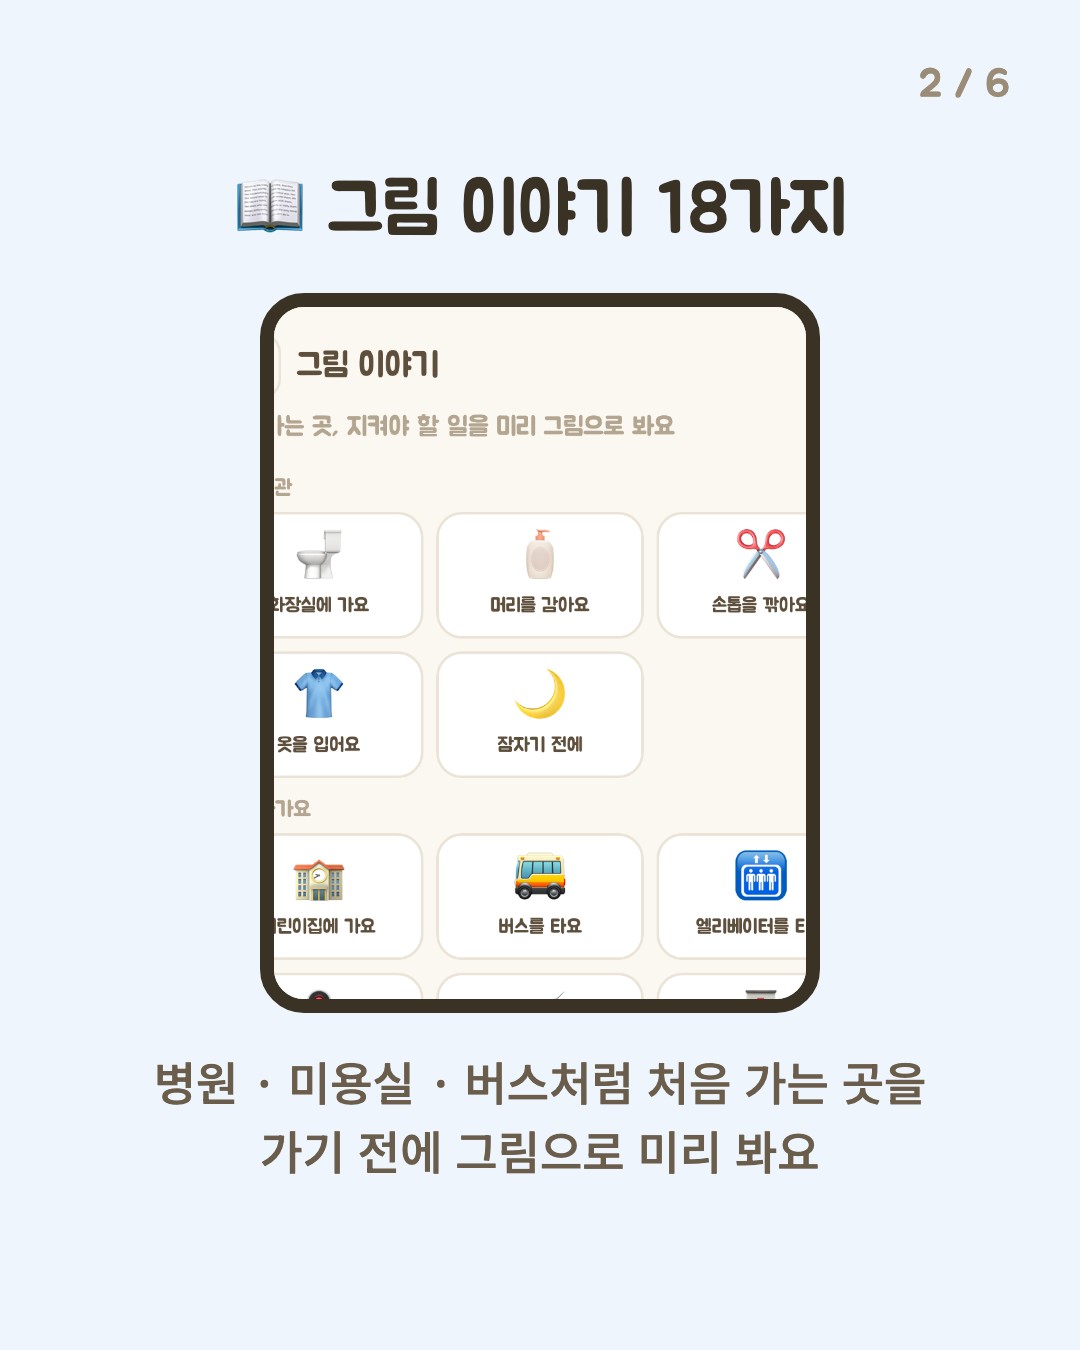 2 / 6
📖 그림 이야기 18가지
그림 이야기
는 곳, 지켜야 할 일을 미리 그림으로 봐요
관
화장실에 가요
머리를 감아요
손톱을 깎아요
옷을 입어요
잠자기 전에
가요
린이집에 가요
버스를 타요
엘리베이터를
병원 · 미용실 · 버스처럼 처음 가는 곳을
가기 전에 그림으로 미리 봐요